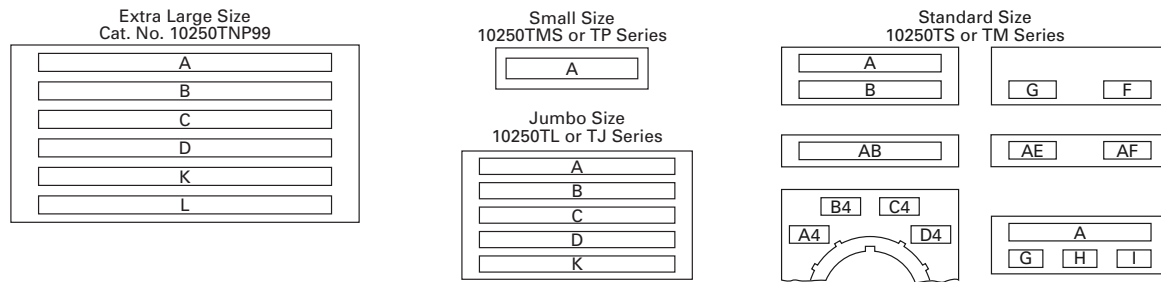 Extra Large Size
Cat. No. 10250TNP99
A
B
C
D
K
L
Small Size
10250TMS or TP Series
A
Jumbo Size
10250TL or TJ Series
A
B
C
D
K
Standard Size
10250TS or TM Series
A
B
G F
AB
AE AF
B4 C4
A4 D4
A
G H I